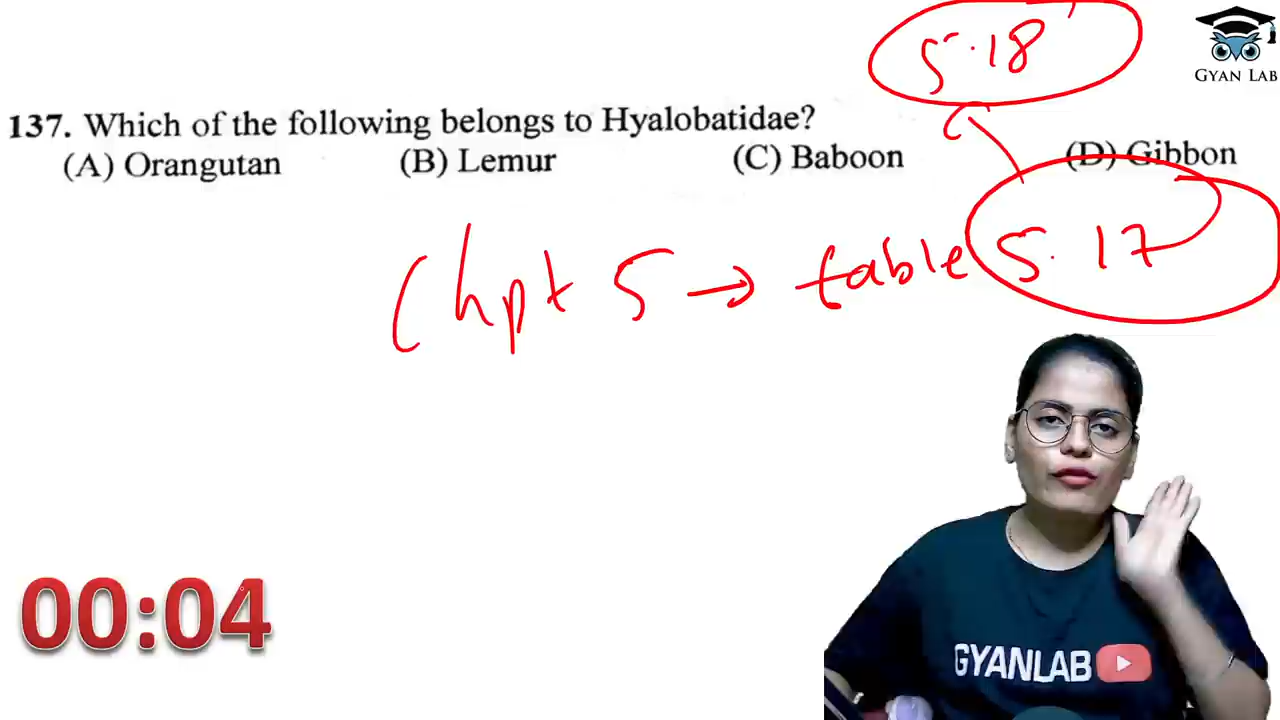 5.18
GYAN LAB
137. Which of the following belongs to Hyalobatidae?
(A) Orangutan (B) Lemur (C) Baboon (D) Gibbon
Chpt 5 → table 5.17
00:04
GYANLAB